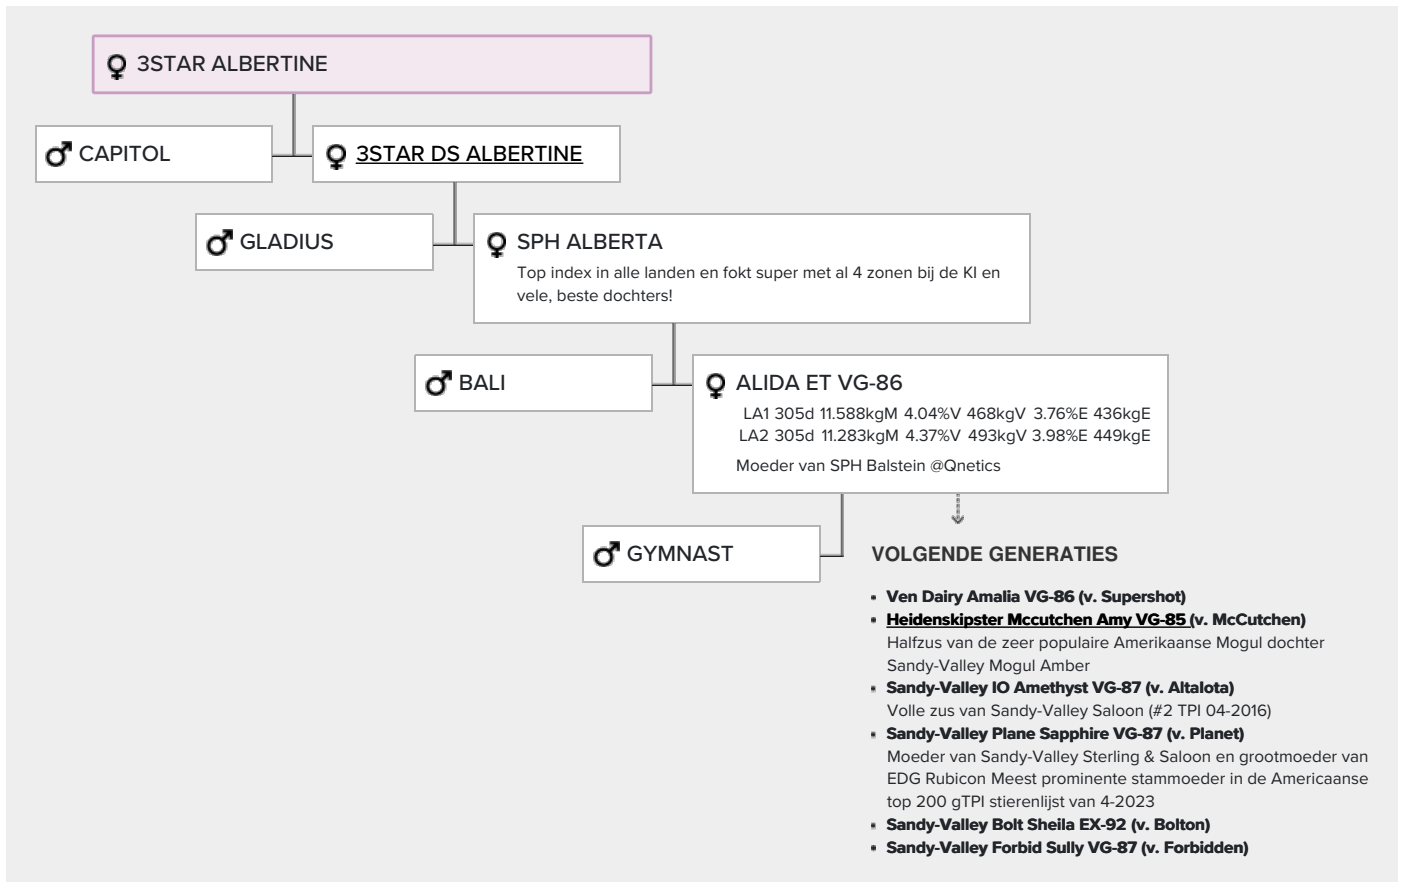 3STAR ALBERTINE
CAPITOL
3STAR DS ALBERTINE
GLADIUS
SPH ALBERTA
Top index in alle landen en fokt super met al 4 zonen bij de KI en
vele, beste dochters!
BALI
ALIDA ET VG-86
LA1 305d 11.588kgM 4.04%V 468kgV 3.76%E 436kgE
LA2 305d 11.283kgM 4.37%V 493kgV 3.98%E 449kgE
Moeder van SPH Balstein @Qnetics
GYMNAST
VOLGENDE GENERATIES
Ven Dairy Amalia VG-86 (v. Supershot)
Heidenskipster Mccutchen Amy VG-85 (v. McCutchen)
Halfzus van de zeer populaire Amerikaanse Mogul dochter
Sandy-Valley Mogul Amber
Sandy-Valley IO Amethyst VG-87 (v. AltaIota)
Volle zus van Sandy-Valley Saloon (#2 TPI 04-2016)
Sandy-Valley Plane Sapphire VG-87 (v. Planet)
Moeder van Sandy-Valley Sterling & Saloon en grootmoeder van
EDG Rubicon Meest prominente stammoeder in de Americaanse
top 200 gTPI stierenlijst van 4-2023
Sandy-Valley Bolt Sheila EX-92 (v. Bolton)
Sandy-Valley Forbid Sully VG-87 (v. Forbidden)